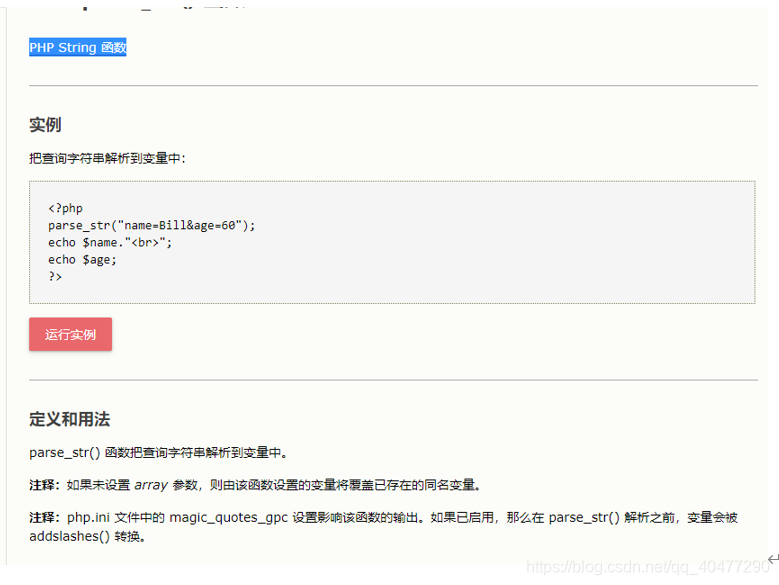 PHP String 函数
实例
把查询字符串解析到变量中：
<?php
parse_str("name=Bill&age=60");
echo $name."<br>";
echo $age;
?>
运行实例
定义和用法
parse_str() 函数把查询字符串解析到变量中。
注释：如果未设置 array 参数，则由该函数设置的变量将覆盖已存在的同名变量。
注释：php.ini 文件中的 magic_quotes_gpc 设置影响该函数的输出。如果已启用，那么在 parse_str() 解析之前，变量会被
addslashes() 转换。
https://blog.csdn.net/qq_40477290